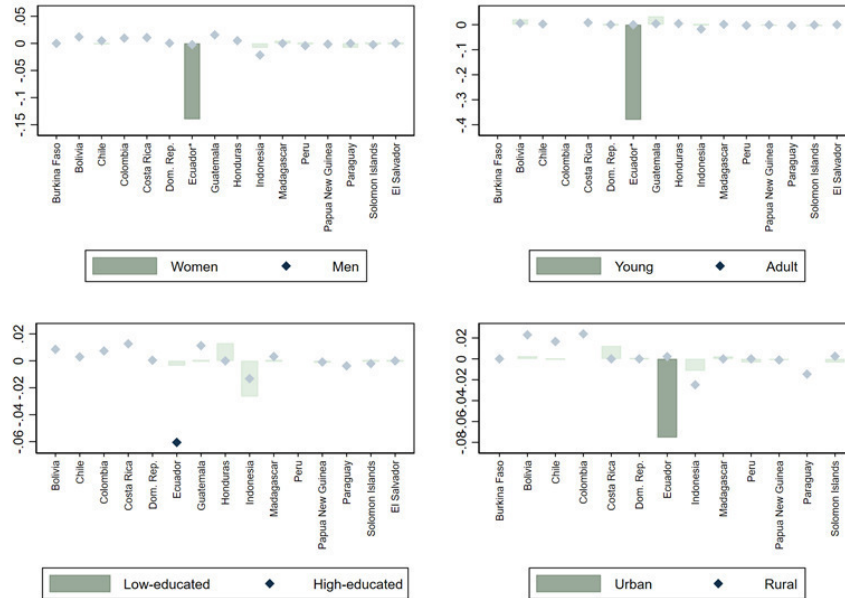 .05
0
-.05
-.1
-.15
Burkina Faso
Bolivia
Chile
Colombia
Costa Rica
Dom. Rep.
Ecuador*
Guatemala
Honduras
Indonesia
Madagascar
Peru
Papua New Guinea
Paraguay
Solomon Islands
El Salvador
Women
Men
0
-.1
-.2
-.3
-.4
Burkina Faso
Bolivia
Chile
Colombia
Costa Rica
Dom. Rep.
Ecuador*
Guatemala
Honduras
Indonesia
Madagascar
Peru
Papua New Guinea
Paraguay
Solomon Islands
El Salvador
Young
Adult
.02
0
-.02
-.04
-.06
Bolivia
Chile
Colombia
Costa Rica
Dom. Rep.
Ecuador
Guatemala
Honduras
Indonesia
Madagascar
Peru
Papua New Guinea
Paraguay
Solomon Islands
El Salvador
Low-educated
High-educated
.02
0
-.02
-.04
-.06
-.08
Burkina Faso
Bolivia
Chile
Colombia
Costa Rica
Dom. Rep.
Ecuador
Indonesia
Madagascar
Peru
Papua New Guinea
Paraguay
Solomon Islands
Urban
Rural